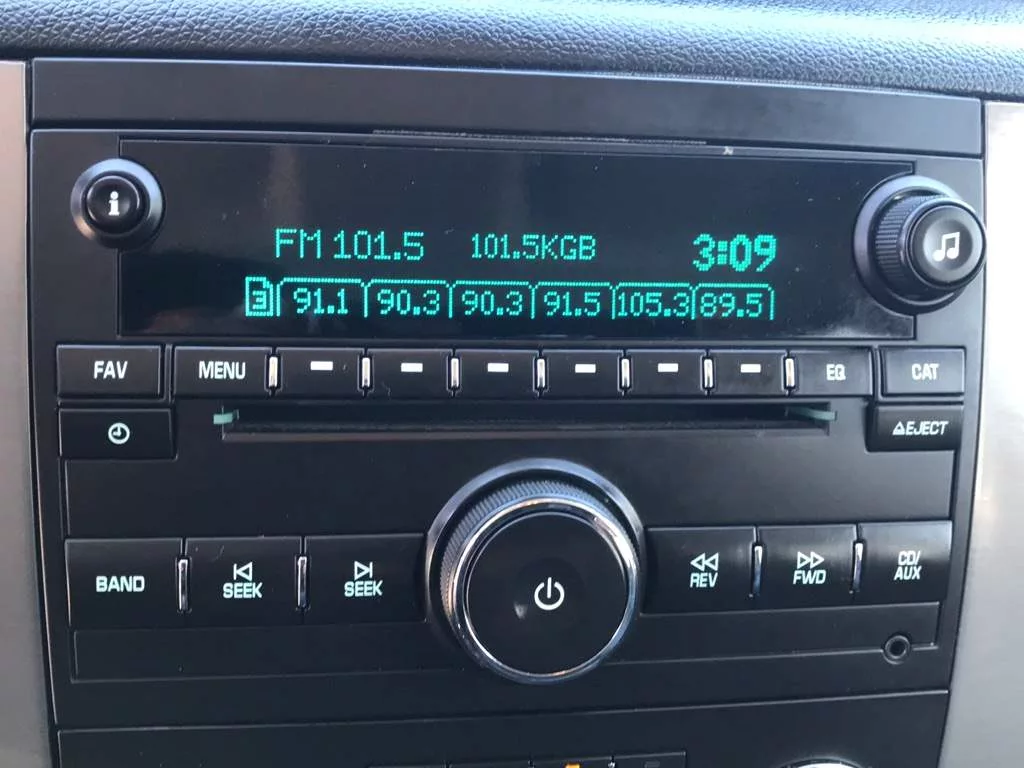 i
FM 101.5 101.5KGB 3:09
3 91.1 90.3 90.3 91.5 105.3 89.5
FAV MENU EQ CAT
EJECT
BAND SEEK SEEK REV FWD CD/
AUX